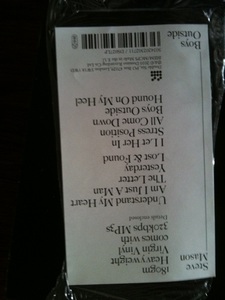 Steve
Mason
Boys
Outside
180gm
Heavyweight
Virgin Vinyl
comes with
320kbps MP3s
Details enclosed
Understand My Heart
Am I Just A Man
The Letter
Yesterday
Lost & Found
I Let Her In
Stress Position
All Come Down
Boys Outside
Hound On My Heel